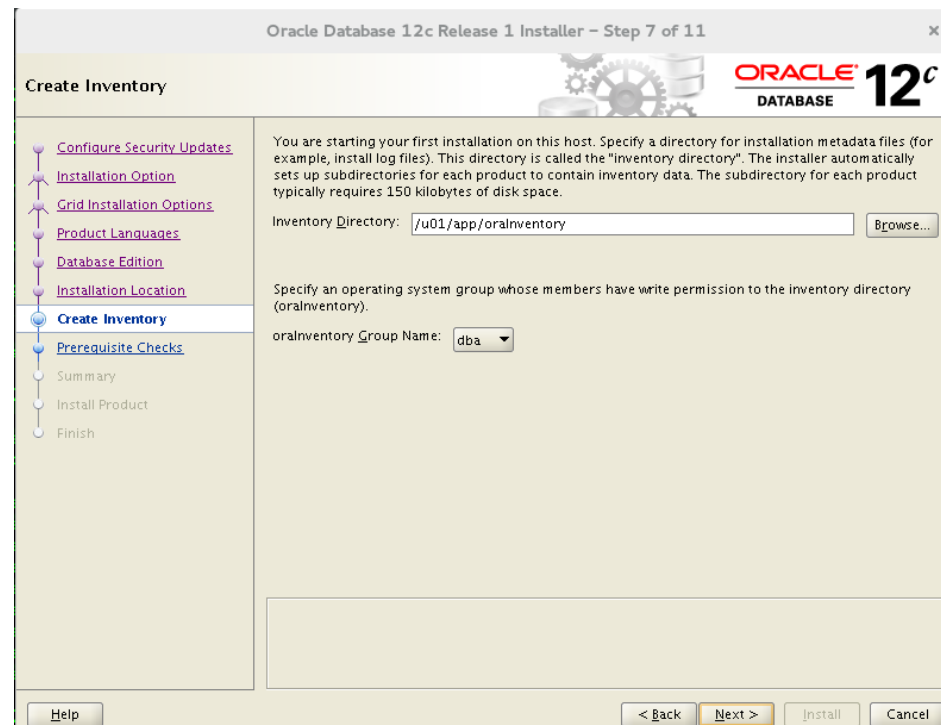 Oracle Database 12c Release 1 Installer – Step 7 of 11
×
Create Inventory
ORACLE®
DATABASE
12c
Configure Security Updates
Installation Option
Grid Installation Options
Product Languages
Database Edition
Installation Location
Create Inventory
Prerequisite Checks
Summary
Install Product
Finish
You are starting your first installation on this host. Specify a directory for installation metadata files (for
example, install log files). This directory is called the "inventory directory". The installer automatically
sets up subdirectories for each product to contain inventory data. The subdirectory for each product
typically requires 150 kilobytes of disk space.
Inventory Directory: /u01/app/oraInventory Browse...
Specify an operating system group whose members have write permission to the inventory directory
(oraInventory).
oraInventory Group Name: dba
Help
< Back Next > Install Cancel